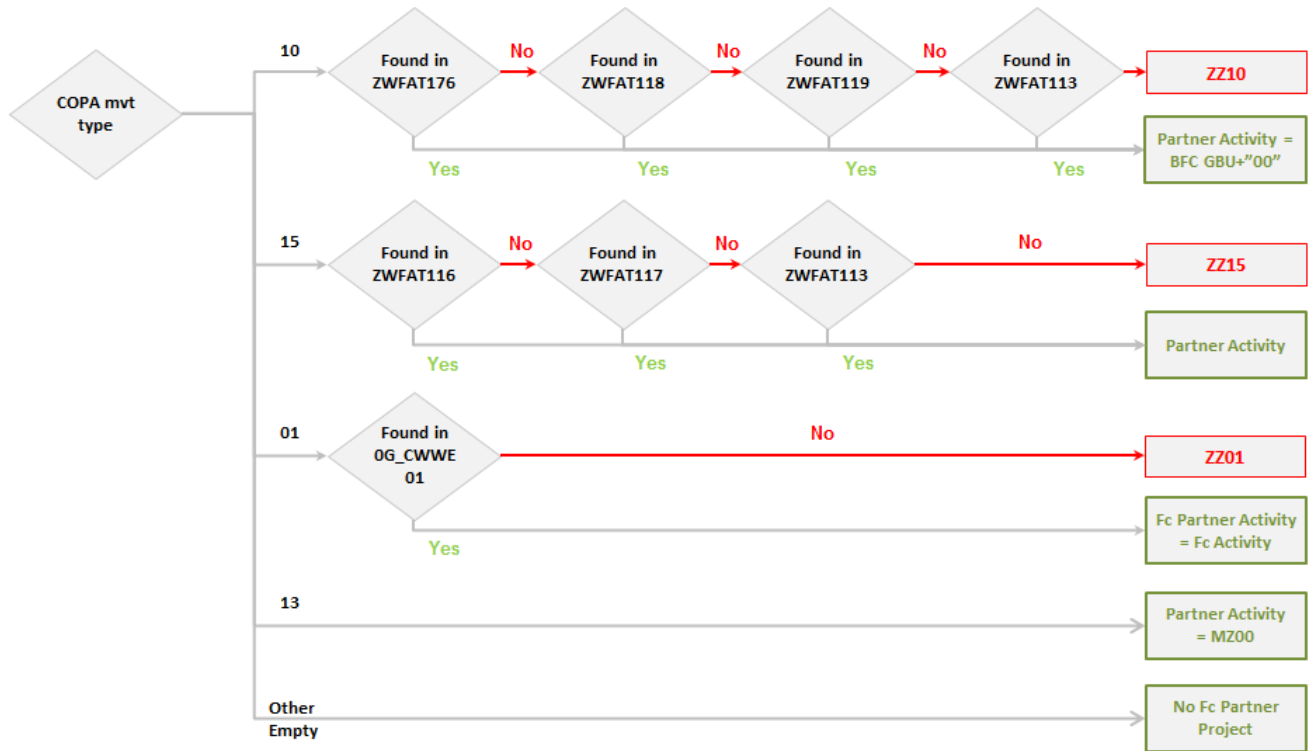 COPA mvt
type
10
Found in
ZWFAT176
No
Found in
ZWFAT118
No
Found in
ZWFAT119
No
Found in
ZWFAT113
ZZ10
Yes
Yes
Yes
Yes
Partner Activity =
BFC GBU+”00”
15
Found in
ZWFAT116
No
Found in
ZWFAT117
No
Found in
ZWFAT113
No
ZZ15
Yes
Yes
Yes
Partner Activity
01
Found in
0G_CWWE
01
No
ZZ01
Yes
Fc Partner Activity
= Fc Activity
13
Partner Activity
= MZ00
Other
Empty
No Fc Partner
Project